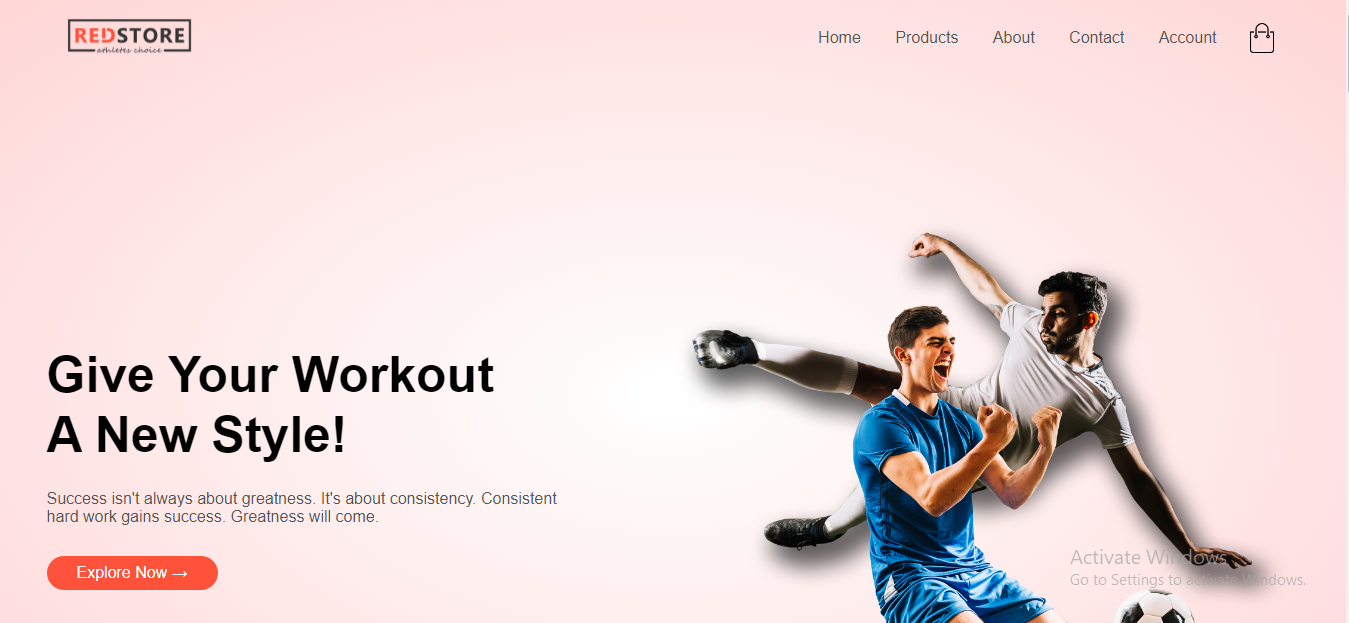 REDSTORE
athletes choice
Home Products About Contact Account
Give Your Workout
A New Style!
Success isn't always about greatness. It's about consistency. Consistent
hard work gains success. Greatness will come.
Explore Now →
Activate Windows
Go to Settings to activate Windows.